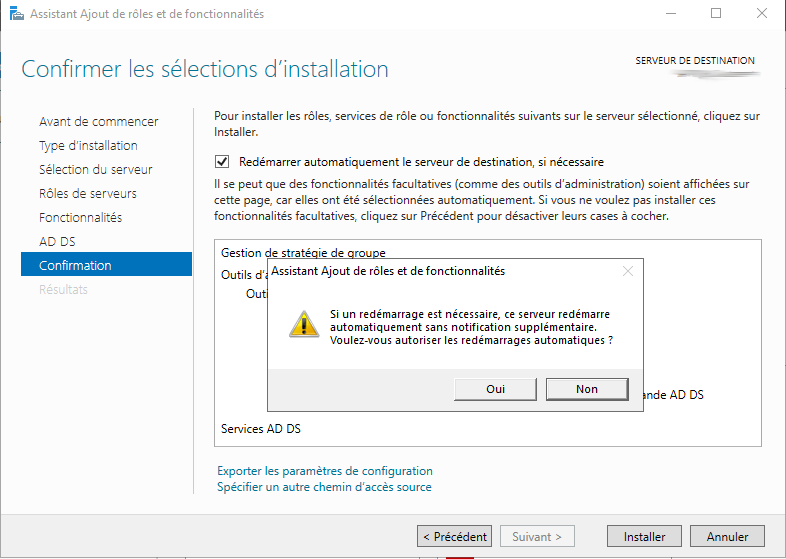 Assistant Ajout de rôles et de fonctionnalités
Confirmer les sélections d'installation
SERVEUR DE DESTINATION
Avant de commencer
Type d'installation
Sélection du serveur
Rôles de serveurs
Fonctionnalités
AD DS
Confirmation
Résultats
Pour installer les rôles, services de rôle ou fonctionnalités suivants sur le serveur sélectionné, cliquez sur
Installer.
Redémarrer automatiquement le serveur de destination, si nécessaire
Il se peut que des fonctionnalités facultatives (comme des outils d'administration) soient affichées sur
cette page, car elles ont été sélectionnées automatiquement. Si vous ne voulez pas installer ces
fonctionnalités facultatives, cliquez sur Précédent pour désactiver leurs cases à cocher.
Gestion de stratégie de groupe
Assistant Ajout de rôles et de fonctionnalités
Si un redémarrage est nécessaire, ce serveur redémarre
automatiquement sans notification supplémentaire.
Voulez-vous autoriser les redémarrages automatiques ?
Oui
Non
AD DS
Services AD DS
Exporter les paramètres de configuration
Spécifier un autre chemin d'accès source
< Précédent
Suivant >
Installer
Annuler